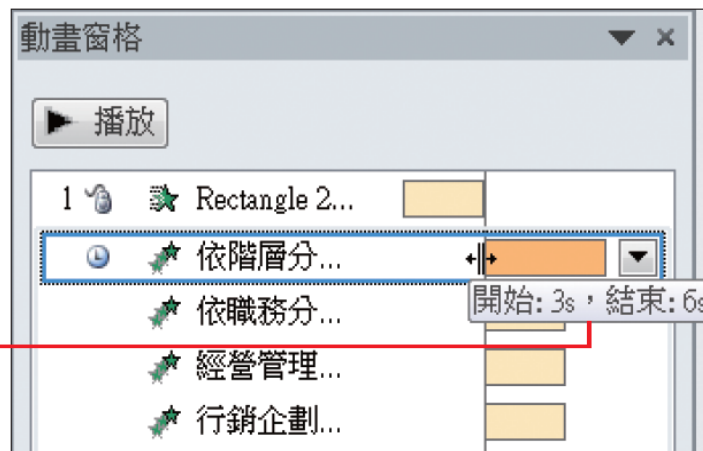 動畫窗格
播放
1 Rectangle 2...
依階層分...
開始: 3s，結束: 6s
依職務分...
經營管理...
行銷企劃...